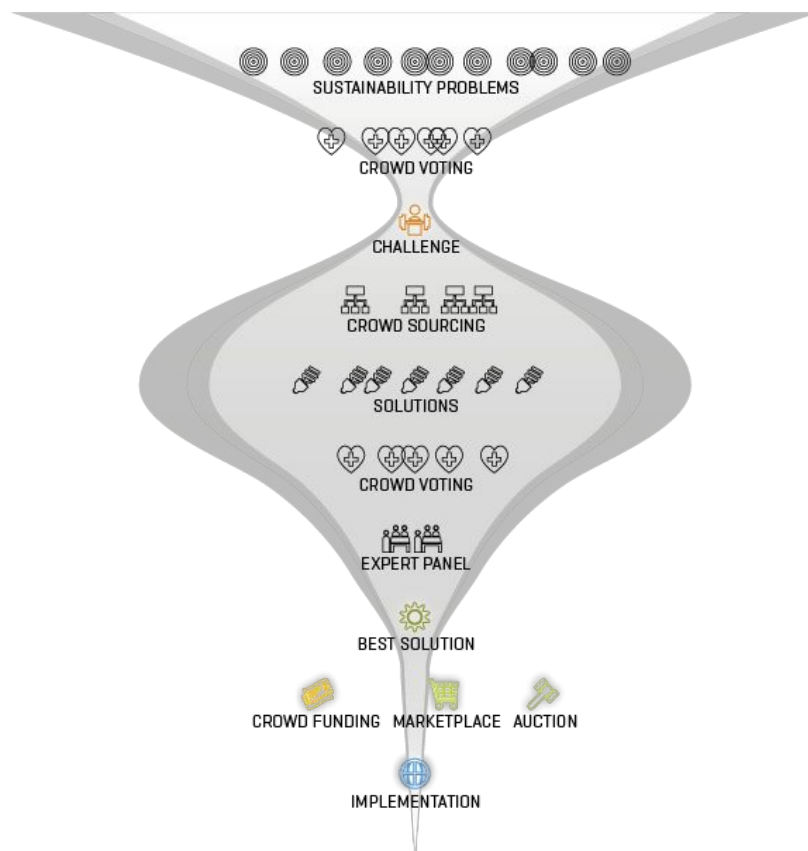 SUSTAINABILITY PROBLEMS
CROWD VOTING
CHALLENGE
CROWD SOURCING
SOLUTIONS
CROWD VOTING
EXPERT PANEL
BEST SOLUTION
CROWD FUNDING MARKETPLACE AUCTION
IMPLEMENTATION